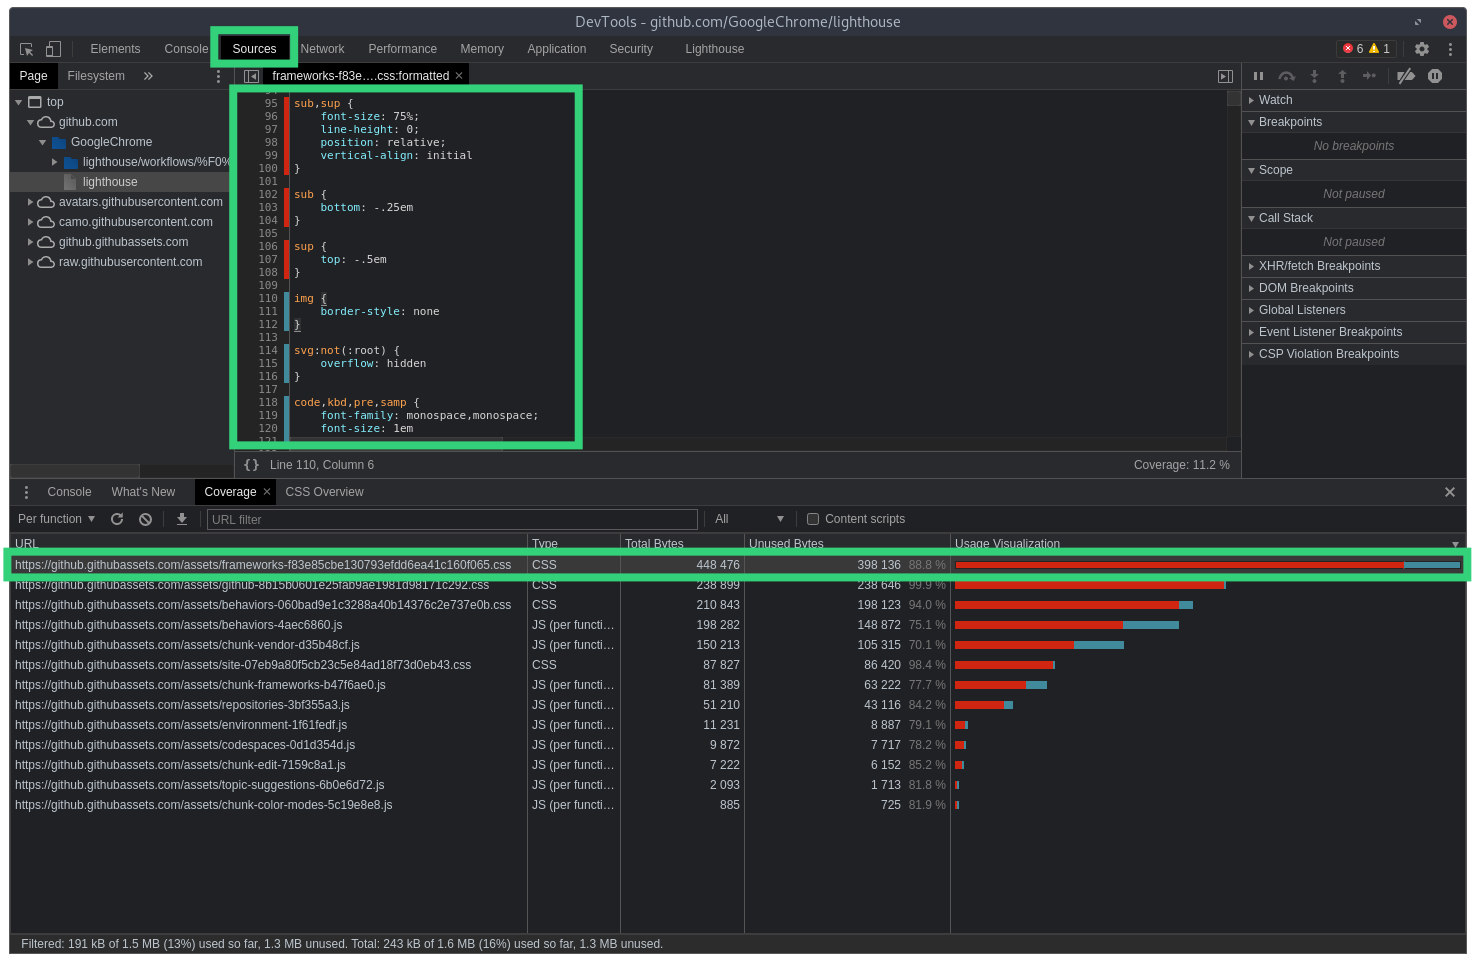 DevTools - github.com/GoogleChrome/lighthouse
Elements Console Sources Network Performance Memory Application Security Lighthouse 6 1
Page Filesystem » frameworks-f83e....css:formatted ×
top
github.com
GoogleChrome
lighthouse/workflows/%F0%
lighthouse
avatars.githubusercontent.com
camo.githubusercontent.com
github.githubassets.com
raw.githubusercontent.com
94
95 sub,sup {
96 font-size: 75%;
97 line-height: 0;
98 position: relative;
99 vertical-align: initial
100 }
101
102 sub {
103 bottom: -.25em
104 }
105
106 sup {
107 top: -.5em
108 }
109
110 img {
111 border-style: none
112 }
113
114 svg:not(:root) {
115 overflow: hidden
116 }
117
118 code,kbd,pre,samp {
119 font-family: monospace,monospace;
120 font-size: 1em
121
{} Line 110, Column 6 Coverage: 11.2 %
Watch
Breakpoints
No breakpoints
Scope
Not paused
Call Stack
Not paused
XHR/fetch Breakpoints
DOM Breakpoints
Global Listeners
Event Listener Breakpoints
CSP Violation Breakpoints
Console What's New Coverage × CSS Overview
Per function URL filter All Content scripts
URL Type Total Bytes Unused Bytes Usage Visualization
https://github.githubassets.com/assets/frameworks-f83e85cbe130793efdd6ea41c160f065.css CSS 448 476 398 136 88.8 %
https://github.githubassets.com/assets/github-8b15b0601e25fab9ae1981d98171c292.css CSS 238 899 238 646 99.9 %
https://github.githubassets.com/assets/behaviors-060bad9e1c3288a40b14376c2e737e0b.css CSS 210 843 198 123 94.0 %
https://github.githubassets.com/assets/behaviors-4aec6860.js JS (per functi... 198 282 148 872 75.1 %
https://github.githubassets.com/assets/chunk-vendor-d35b48cf.js JS (per functi... 150 213 105 315 70.1 %
https://github.githubassets.com/assets/site-07eb9a80f5cb23c5e84ad18f73d0eb43.css CSS 87 827 86 420 98.4 %
https://github.githubassets.com/assets/chunk-frameworks-b47f6ae0.js JS (per functi... 81 389 63 222 77.7 %
https://github.githubassets.com/assets/repositories-3bf355a3.js JS (per functi... 51 210 43 116 84.2 %
https://github.githubassets.com/assets/environment-1f61fedf.js JS (per functi... 11 231 8 887 79.1 %
https://github.githubassets.com/assets/codespaces-0d1d354d.js JS (per functi... 9 872 7 717 78.2 %
https://github.githubassets.com/assets/chunk-edit-7159c8a1.js JS (per functi... 7 222 6 152 85.2 %
https://github.githubassets.com/assets/topic-suggestions-6b0e6d72.js JS (per functi... 2 093 1 713 81.8 %
https://github.githubassets.com/assets/chunk-color-modes-5c19e8e8.js JS (per functi... 885 725 81.9 %
Filtered: 191 kB of 1.5 MB (13%) used so far, 1.3 MB unused. Total: 243 kB of 1.6 MB (16%) used so far, 1.3 MB unused.